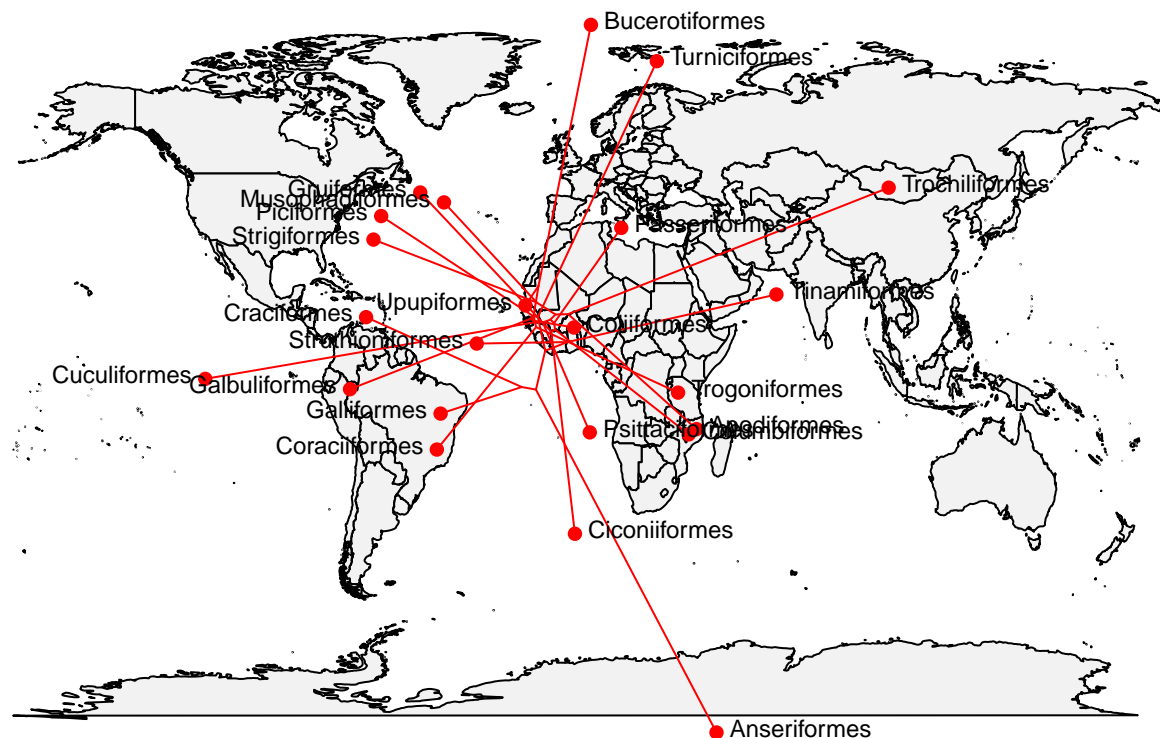 Bucerotiformes
Turniciformes
Gruiformes
Trochiliformes
Musophagiformes
Piciformes
Passeriformes
Strigiformes
Tinamiformes
Upupiformes
Craciformes
Coliiformes
Struthioniformes
Cuculiformes
Galbuliformes
Trogoniformes
Galliformes
Apodiformes
Psittaciformes
Columbiformes
Coraciiformes
Ciconiiformes
Anseriformes